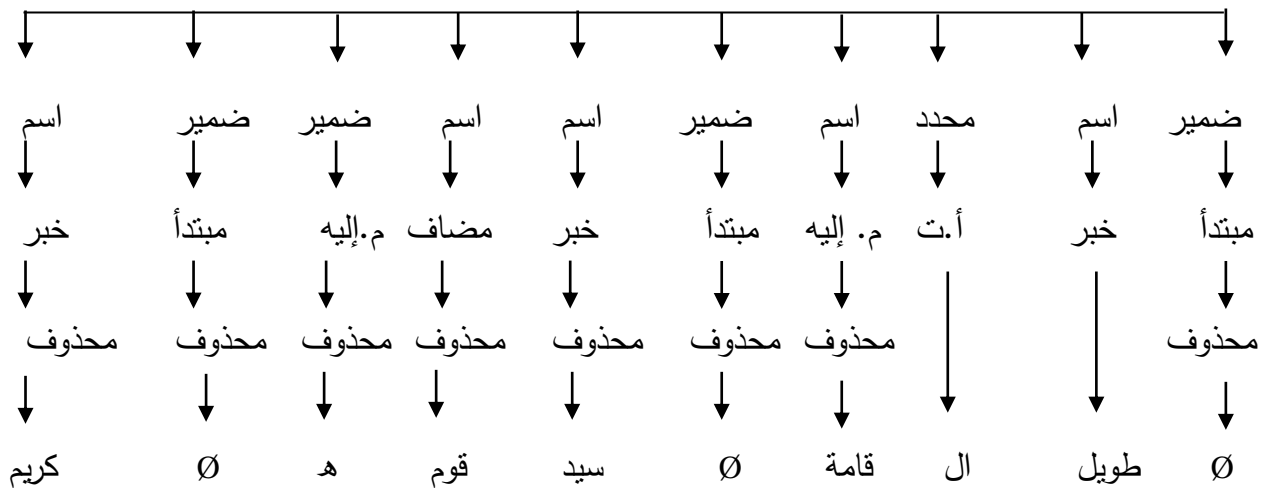 ضمير اسم محدد اسم ضمير اسم اسم ضمير ضمير اسم
مبتدأ خبر أ.ت م. إليه مبتدأ خبر مضاف م.إليه مبتدأ خبر
محذوف محذوف محذوف محذوف محذوف محذوف محذوف محذوف
Ø طويل ال قامة Ø سيد قوم ه Ø كريم